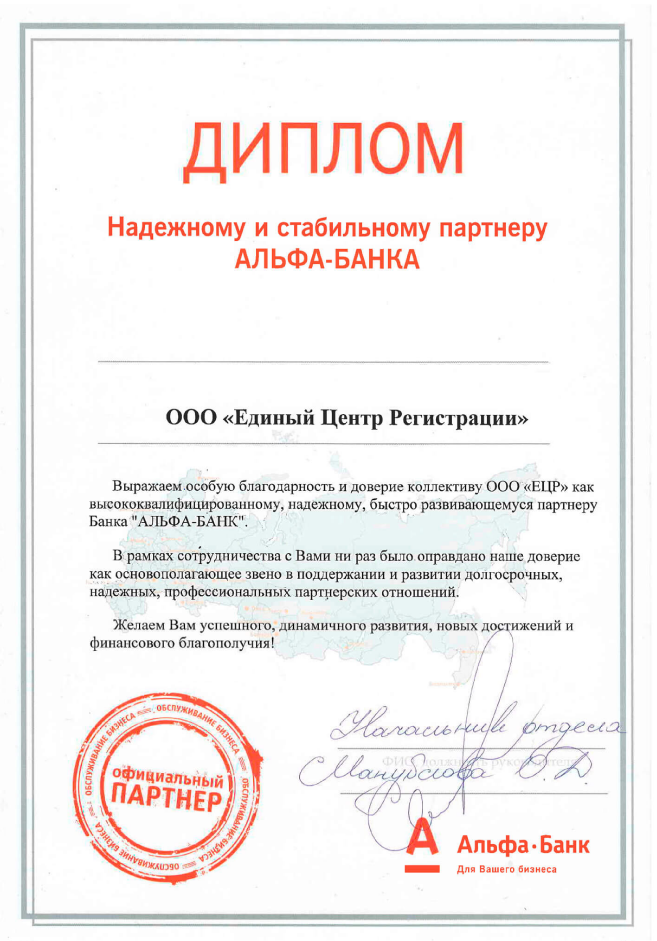 ДИПЛОМ
Надежному и стабильному партнеру
АЛЬФА-БАНКА
ООО «Единый Центр Регистрации»
Выражаем особую благодарность и доверие коллективу ООО «ЕЦР» как
высококвалифицированному, надежному, быстро развивающемуся партнеру
Банка "АЛЬФА-БАНК".
В рамках сотрудничества с Вами ни раз было оправдано наше доверие
как основополагающее звено в поддержании и развитии долгосрочных,
надежных, профессиональных партнерских отношений.
Желаем Вам успешного, динамичного развития, новых достижений и
финансового благополучия!
Начальник отдела
ФИО, должность руководителя
О.Д.
ОБСЛУЖИВАНИЕ БИЗНЕСА
ОБСЛУЖИВАНИЕ БИЗНЕСА
ОБСЛУЖИВАНИЕ БИЗНЕСА
ОБСЛУЖИВАНИЕ БИЗНЕСА
официальный
ПАРТНЕР
Альфа·Банк
Для Вашего бизнеса